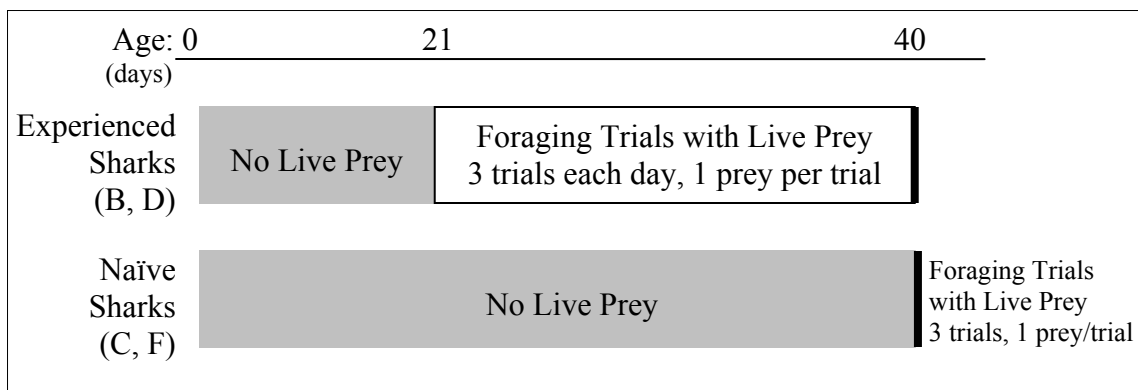 Age: 0 21 40
(days)
Experienced
Sharks
(B, D)
No Live Prey
Foraging Trials with Live Prey
3 trials each day, 1 prey per trial
Naïve
Sharks
(C, F)
No Live Prey
Foraging Trials
with Live Prey
3 trials, 1 prey/trial